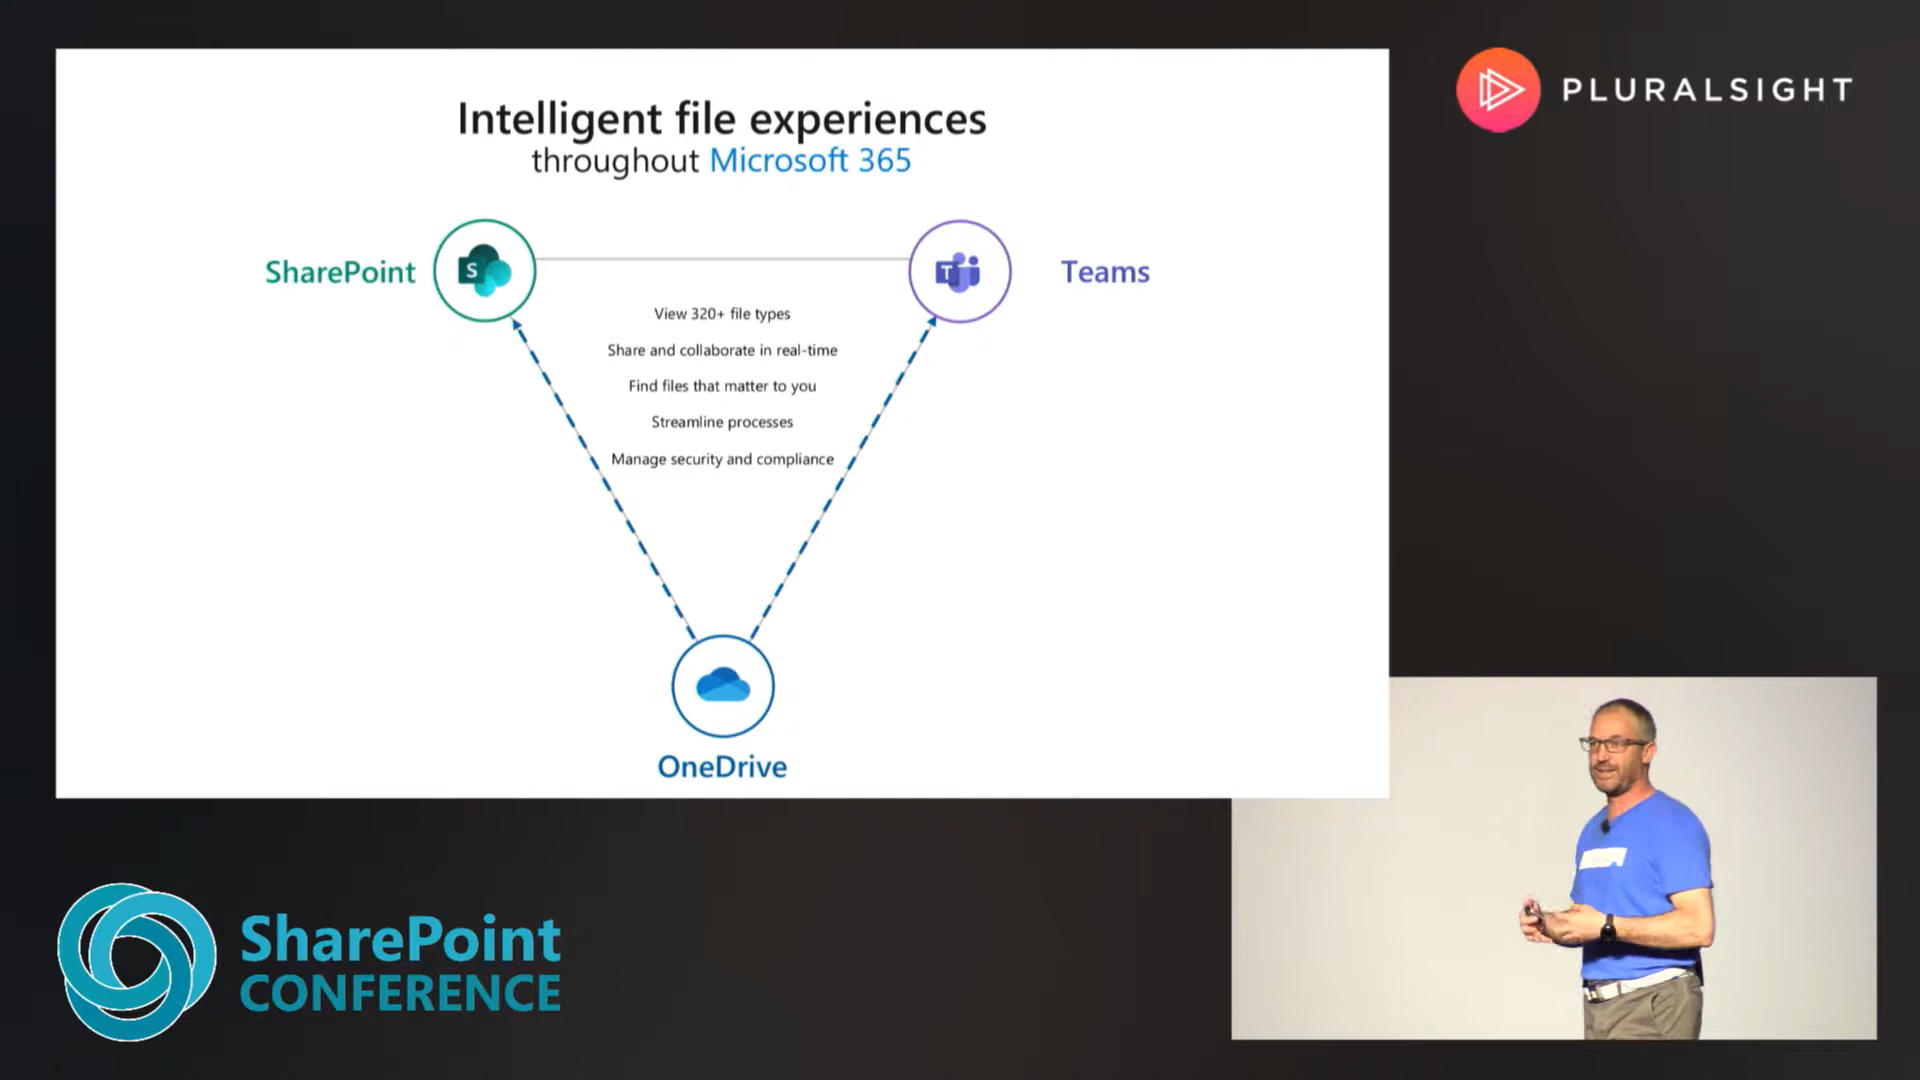 PLURALSIGHT
Intelligent file experiences
throughout Microsoft 365
SharePoint
S
T
Teams
View 320+ file types
Share and collaborate in real-time
Find files that matter to you
Streamline processes
Manage security and compliance
OneDrive
SharePoint
CONFERENCE